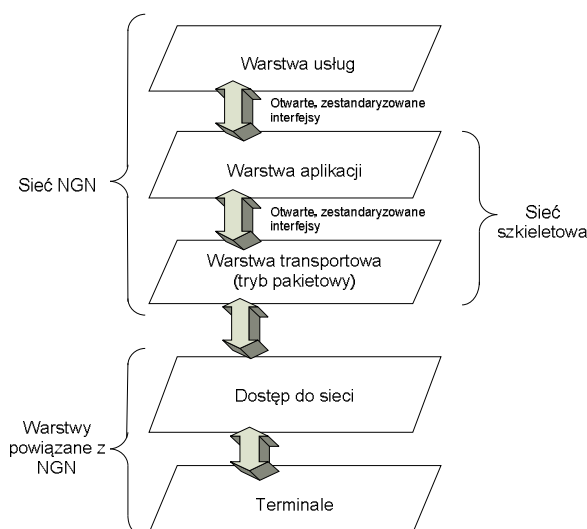 Warstwa usług
Otwarte, zestandaryzowane
interfejsy
Warstwa aplikacji
Sieć NGN
Otwarte, zestandaryzowane
interfejsy
Sieć
szkieletowa
Warstwa transportowa
(tryb pakietowy)
Dostęp do sieci
Warstwy
powiązane z
NGN
Terminale